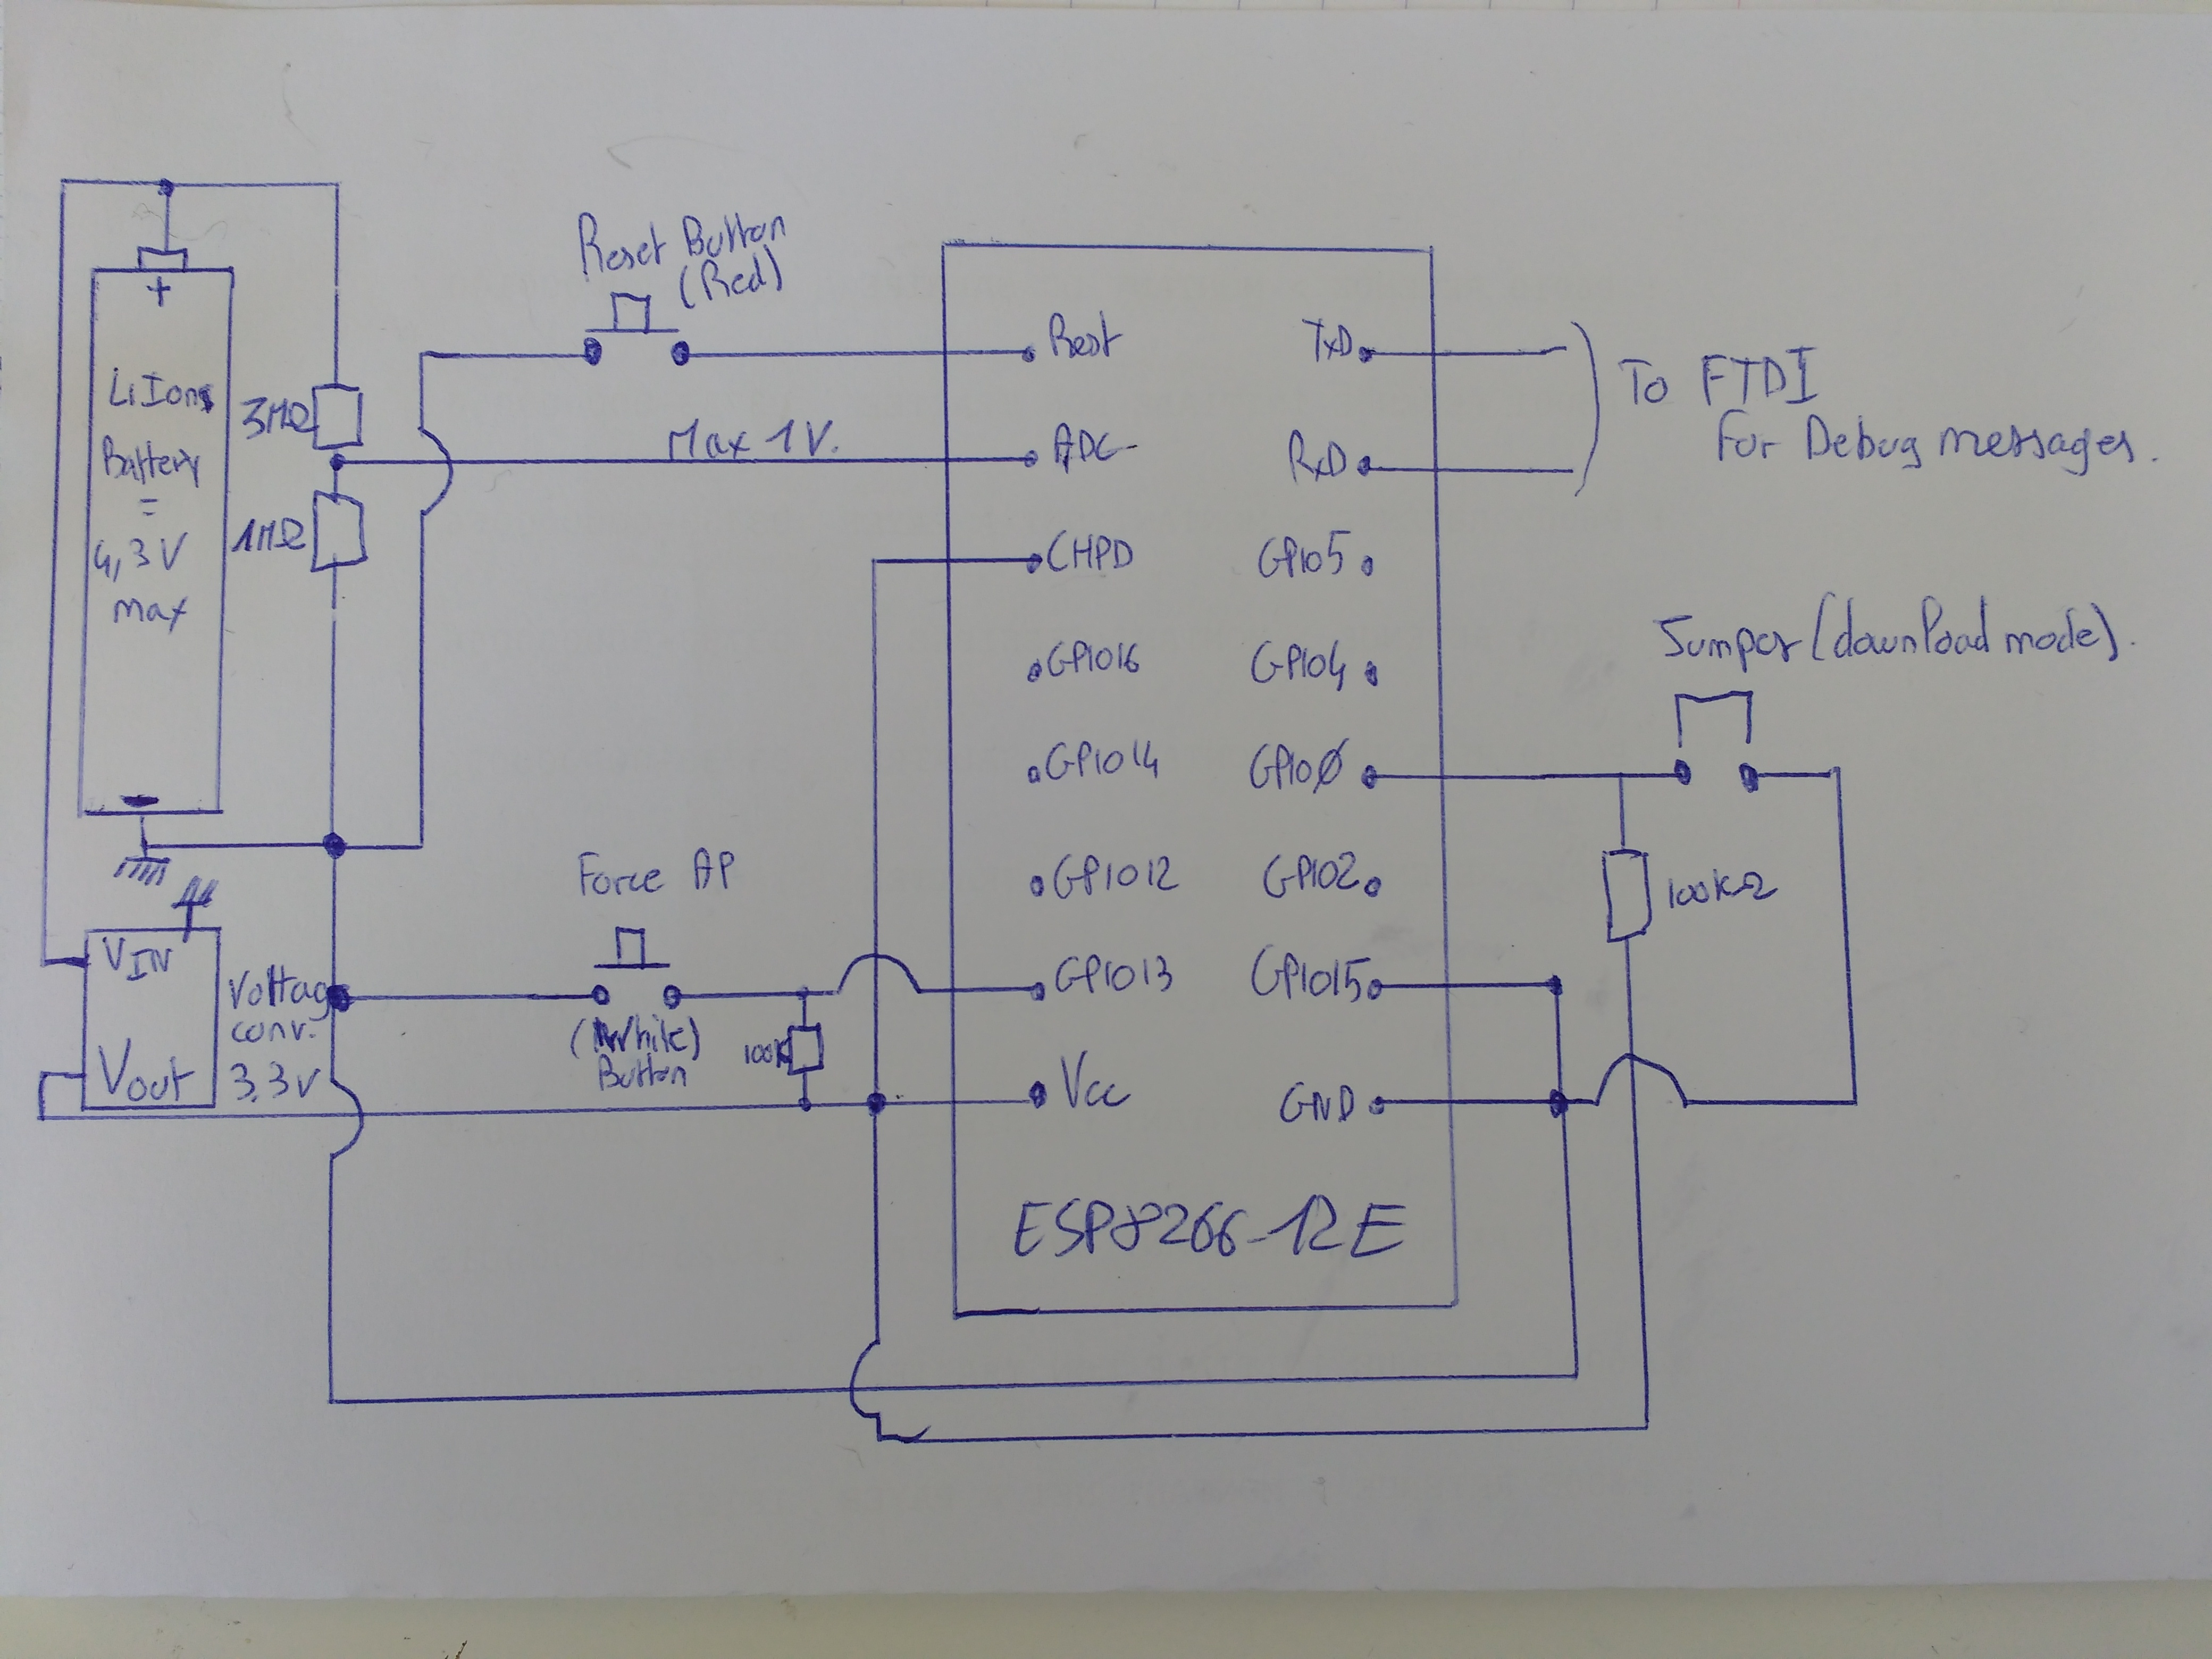 Reset Button
(Red)
+
LiIons
Battery
=
4,3V
max
3MΩ
1MΩ
Max 1V.
Rest
ADC
CHPD
GPIO16
GPIO14
GPIO12
GPIO13
Vcc
TxD
RxD
GPIO5
GPIO4
GPIOØ
GPIO2
GPIO15
GND
ESP8266-12E
To FTDI
For Debug messages.
Jumper (download mode).
100KΩ
Force AP
(White)
Button
100K
VIN
Vout
Voltag
conv.
3,3V